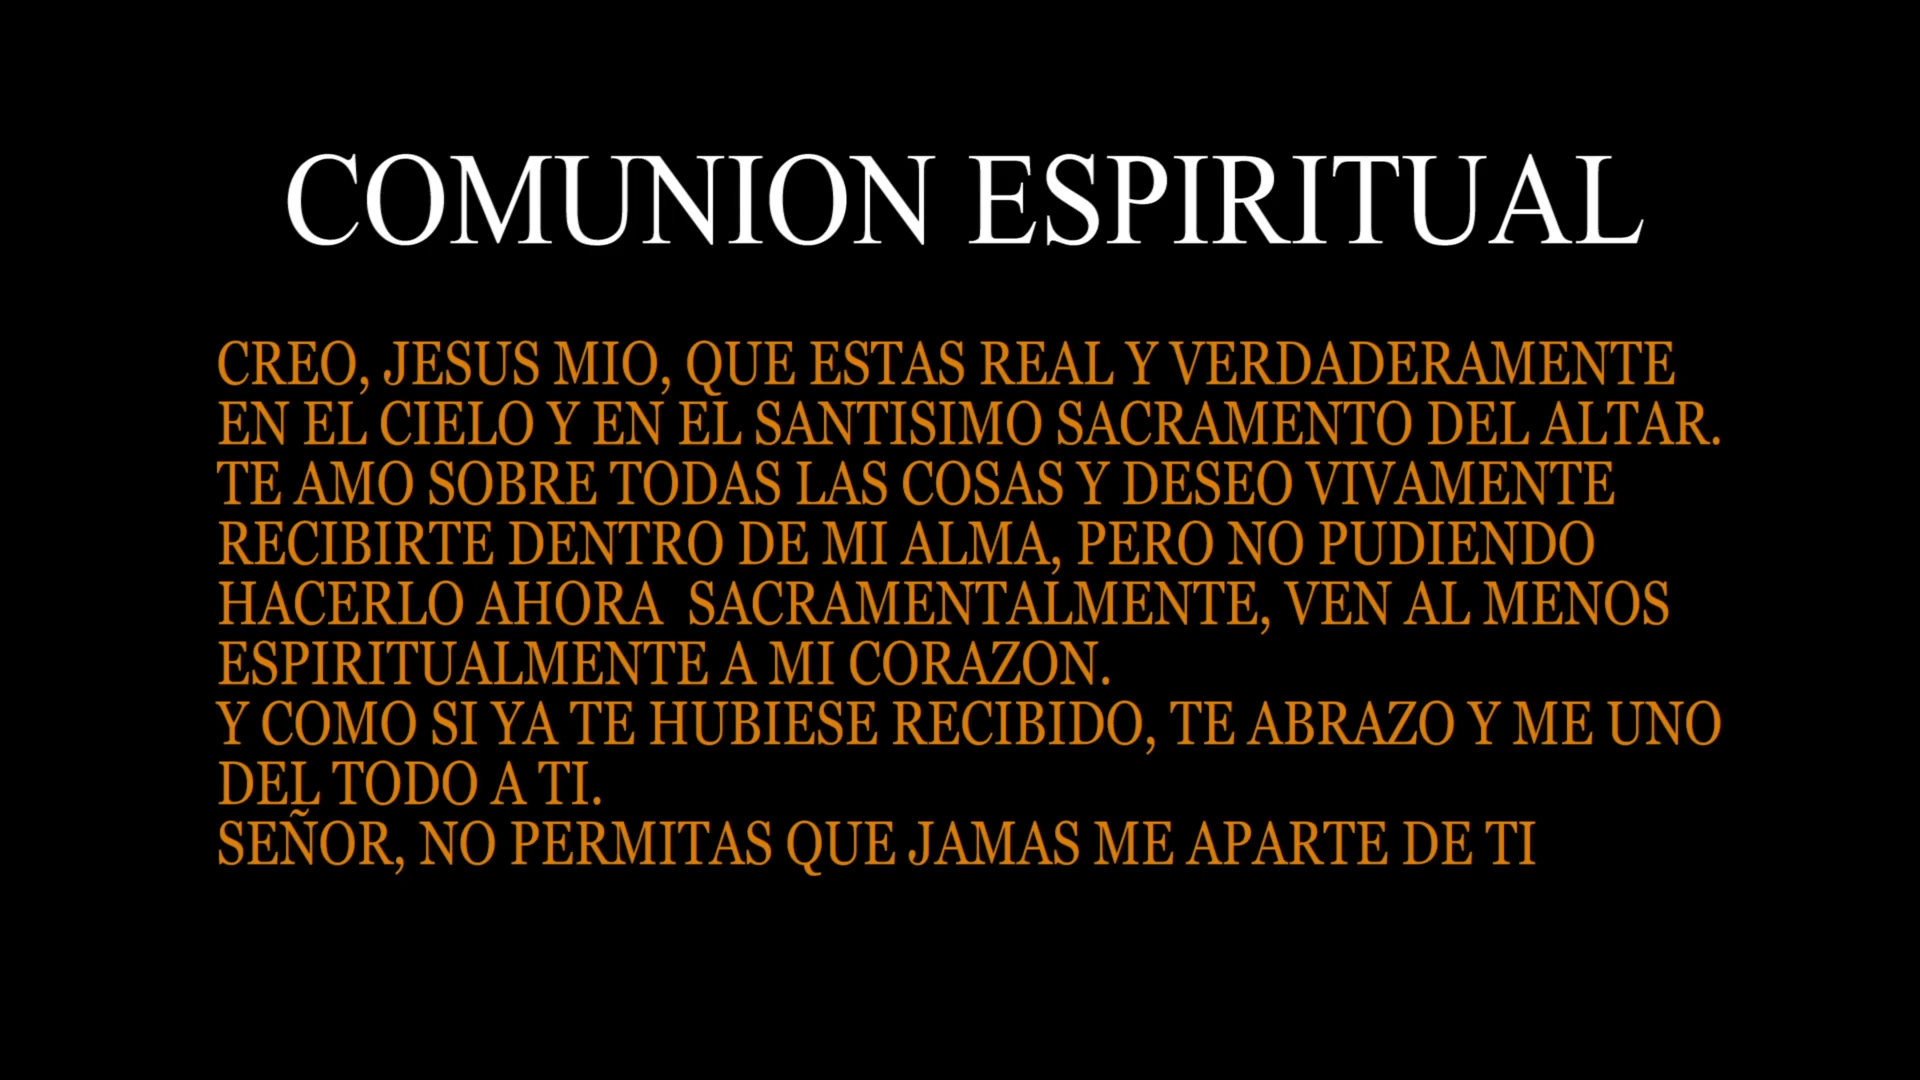 COMUNION ESPIRITUAL
CREO, JESUS MIO, QUE ESTAS REAL Y VERDADERAMENTE
EN EL CIELO Y EN EL SANTISIMO SACRAMENTO DEL ALTAR.
TE AMO SOBRE TODAS LAS COSAS Y DESEO VIVAMENTE
RECIBIRTE DENTRO DE MI ALMA, PERO NO PUDIENDO
HACERLO AHORA  SACRAMENTALMENTE, VEN AL MENOS
ESPIRITUALMENTE A MI CORAZON.
Y COMO SI YA TE HUBIESE RECIBIDO, TE ABRAZO Y ME UNO
DEL TODO A TI.
SEÑOR, NO PERMITAS QUE JAMAS ME APARTE DE TI